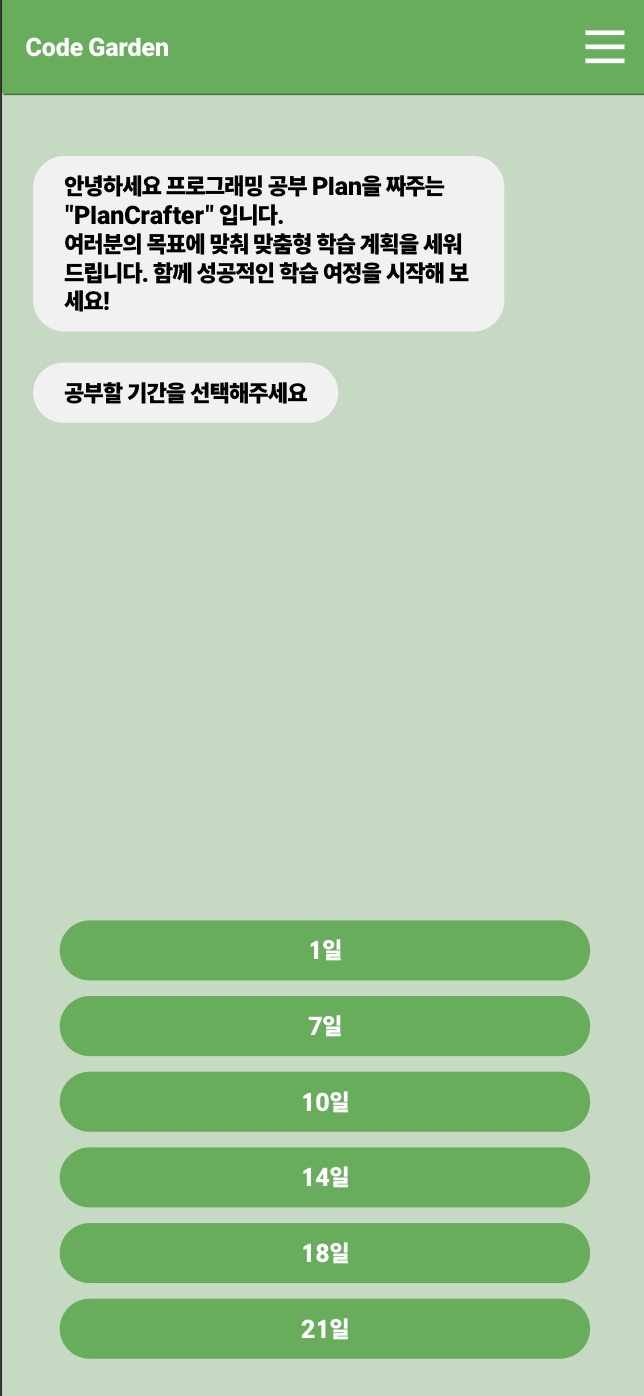 Code Garden
안녕하세요 프로그래밍 공부 Plan을 짜주는
"PlanCrafter" 입니다.
여러분의 목표에 맞춰 맞춤형 학습 계획을 세워
드립니다. 함께 성공적인 학습 여정을 시작해 보
세요!
공부할 기간을 선택해주세요
1일
7일
10일
14일
18일
21일